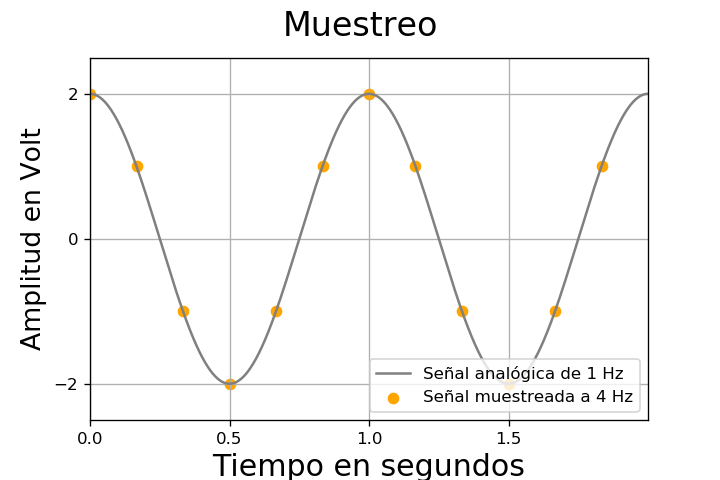 Muestreo
Amplitud en Volt
2
0
−2
0.0 0.5 1.0 1.5
Tiempo en segundos
Señal analógica de 1 Hz
Señal muestreada a 4 Hz